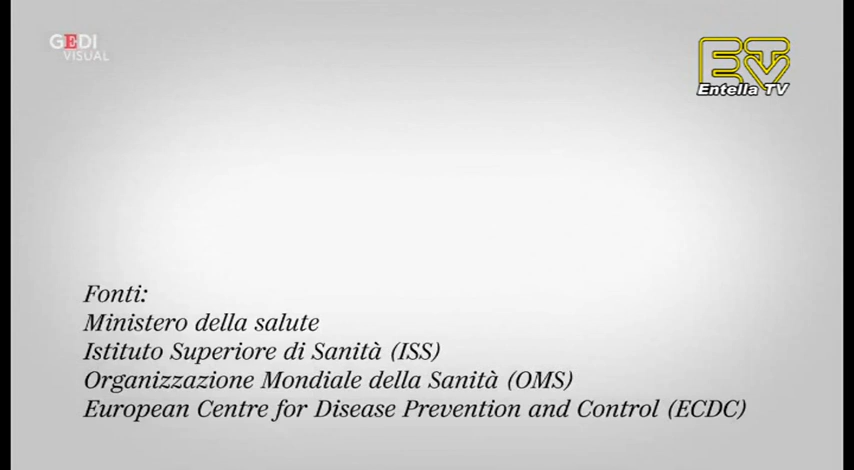 GEDI
VISUAL
ETV
Entella TV
Fonti:
Ministero della salute
Istituto Superiore di Sanità (ISS)
Organizzazione Mondiale della Sanità (OMS)
European Centre for Disease Prevention and Control (ECDC)